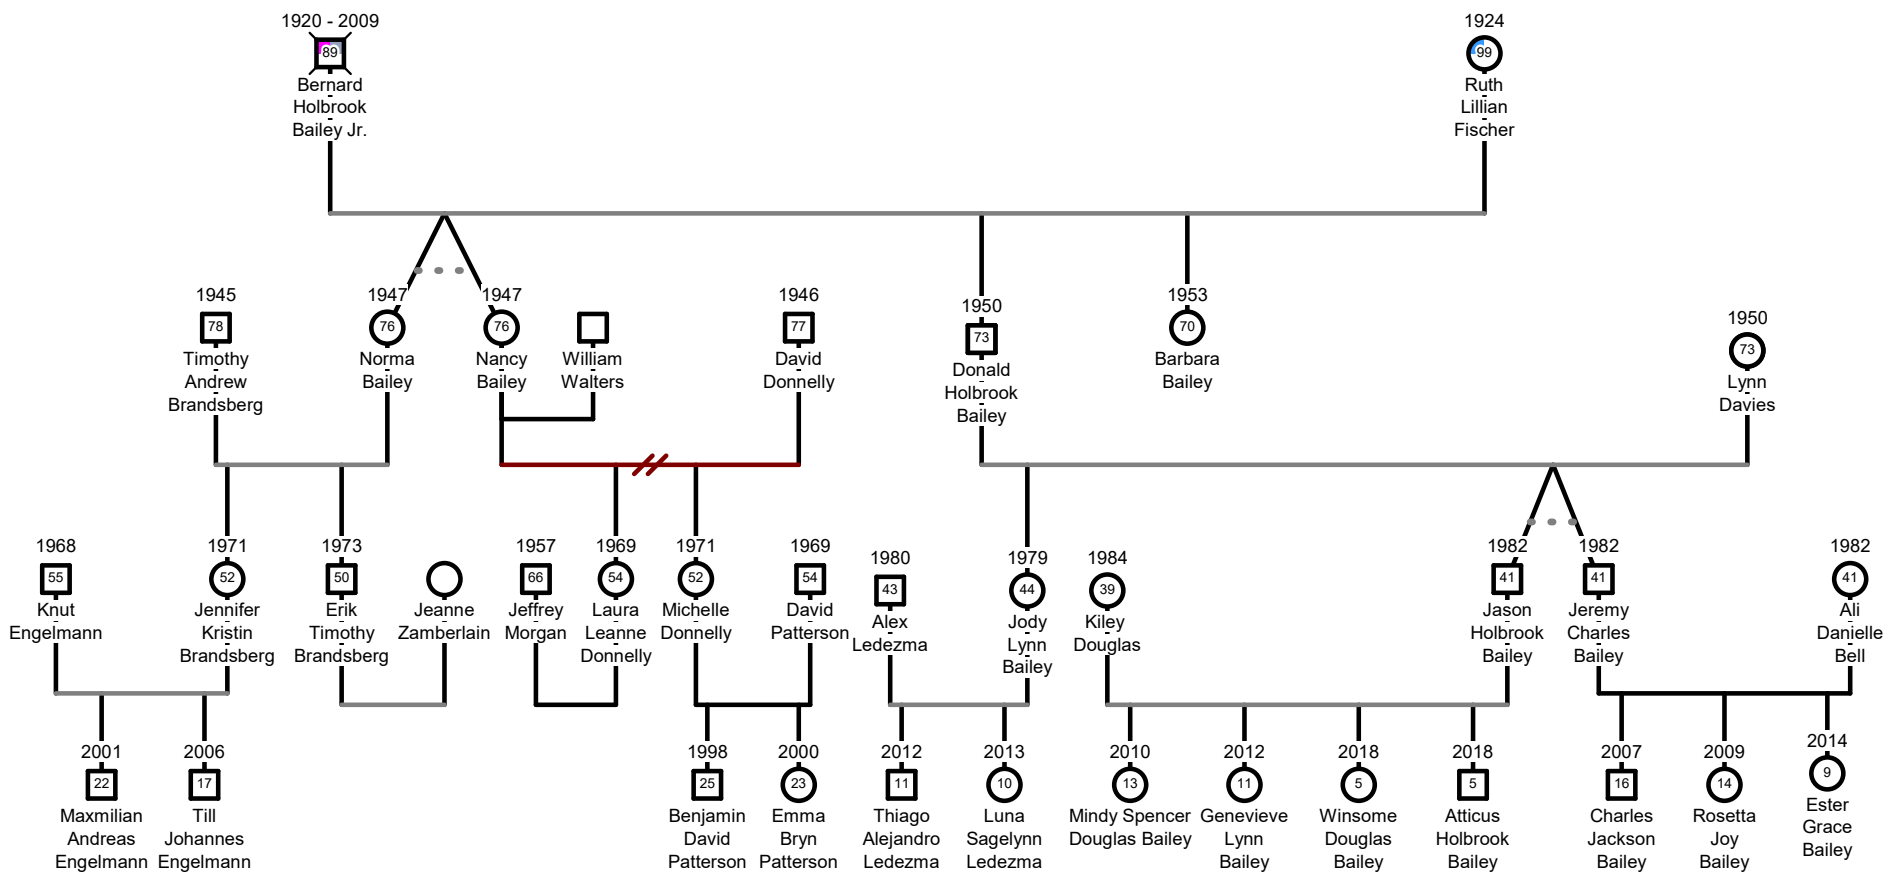 1920 - 2009
89
Bernard
Holbrook
Bailey Jr.
1924
99
Ruth
Lillian
Fischer
1945
78
Timothy
Andrew
Brandsberg
1947
76
Norma
Bailey
1947
76
Nancy
Bailey
William
Walters
1946
77
David
Donnelly
1950
73
Donald
Holbrook
Bailey
1953
70
Barbara
Bailey
1950
73
Lynn
Davies
1968
55
Knut
Engelmann
1971
52
Jennifer
Kristin
Brandsberg
1973
50
Erik
Timothy
Brandsberg
Jeanne
Zamberlain
1957
66
Jeffrey
Morgan
1969
54
Laura
Leanne
Donnelly
1971
52
Michelle
Donnelly
1969
54
David
Patterson
1980
43
Alex
Ledezma
1979
44
Jody
Lynn
Bailey
1984
39
Kiley
Douglas
1982
41
Jason
Holbrook
Bailey
1982
41
Jeremy
Charles
Bailey
1982
41
Ali
Danielle
Bell
2001
22
Maxmilian
Andreas
Engelmann
2006
17
Till
Johannes
Engelmann
1998
25
Benjamin
David
Patterson
2000
23
Emma
Bryn
Patterson
2012
11
Thiago
Alejandro
Ledezma
2013
10
Luna
Sagelynn
Ledezma
2010
13
Mindy Spencer
Douglas Bailey
2012
11
Genevieve
Lynn
Bailey
2018
5
Winsome
Douglas
Bailey
2018
5
Atticus
Holbrook
Bailey
2007
16
Charles
Jackson
Bailey
2009
14
Rosetta
Joy
Bailey
2014
9
Ester
Grace
Bailey